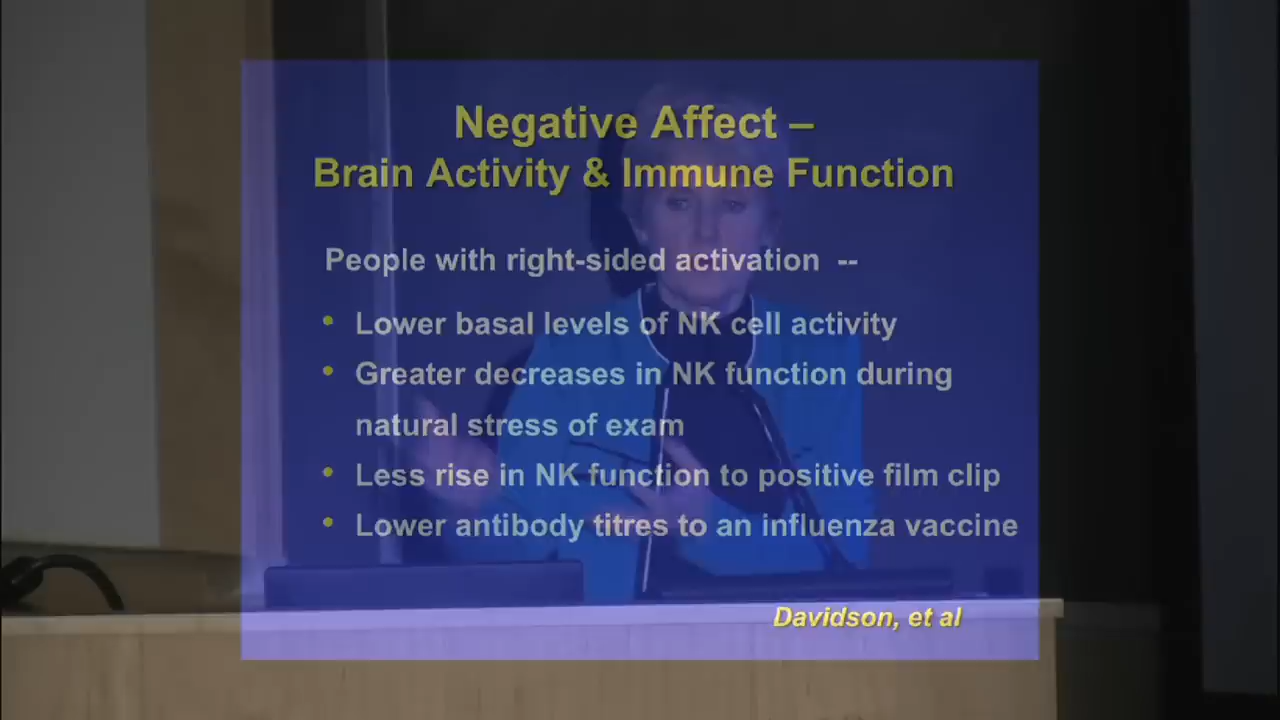 Negative Affect –
Brain Activity & Immune Function
People with right-sided activation --
• Lower basal levels of NK cell activity
• Greater decreases in NK function during
natural stress of exam
• Less rise in NK function to positive film clip
• Lower antibody titres to an influenza vaccine
Davidson, et al